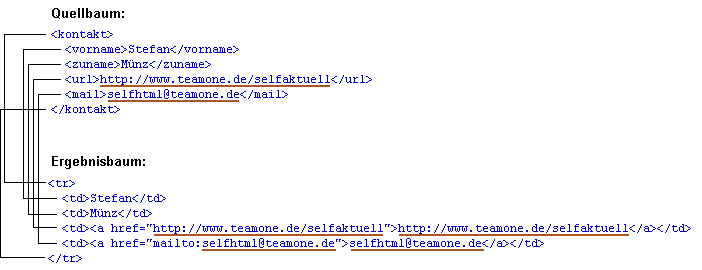 Quellbaum:
<kontakt>
<vorname>Stefan</vorname>
<zuname>Münz</zuname>
<url>http://www.teamone.de/selfaktuell</url>
<mail>selfhtml@teamone.de</mail>
</kontakt>
Ergebnisbaum:
<tr>
<td>Stefan</td>
<td>Münz</td>
<td><a href="http://www.teamone.de/selfaktuell">http://www.teamone.de/selfaktuell</a></td>
<td><a href="mailto:selfhtml@teamone.de">selfhtml@teamone.de</a></td>
</tr>